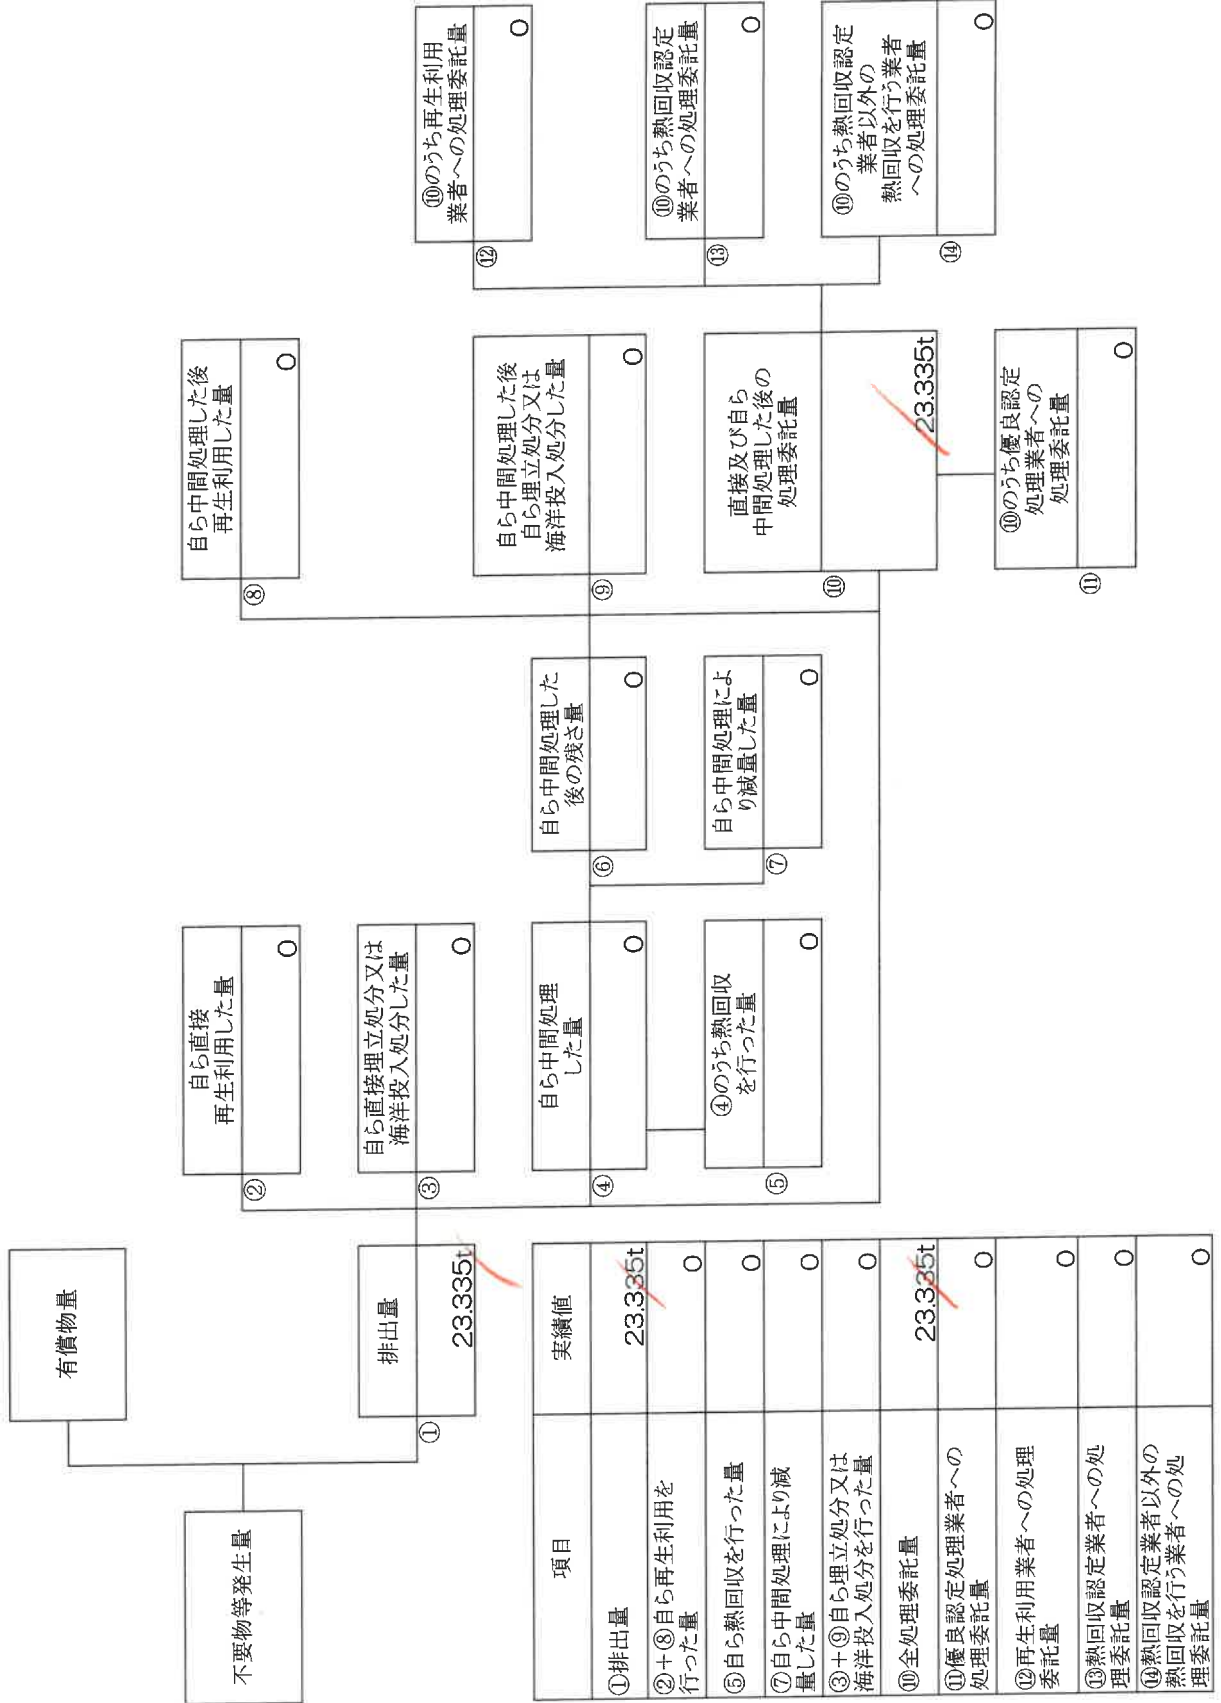 不要物等発生量
有償物量
①
排出量
23.335t
②
自ら直接
再生利用した量
0
③
自ら直接埋立処分又は
海洋投入処分した量
0
④
自ら中間処理
した量
0
⑤
④のうち熱回収
を行った量
0
⑥
自ら中間処理した
後の残さ量
0
⑦
自ら中間処理によ
り減量した量
0
⑧
自ら中間処理した後
再生利用した量
0
⑨
自ら中間処理した後
自ら埋立処分又は
海洋投入処分した量
0
⑩
直接及び自ら
中間処理した後の
処理委託量
23.335t
⑪
⑩のうち優良認定
処理業者への
処理委託量
0
⑫
⑩のうち再生利用
業者への処理委託量
0
⑬
⑩のうち熱回収認定
業者への処理委託量
0
⑭
⑩のうち熱回収認定
業者以外の
熱回収を行う業者
への処理委託量
0
項目 実績値
①排出量 23.335t
②+⑧自ら再生利用を
行った量 0
⑤自ら熱回収を行った量 0
⑦自ら中間処理により減
量した量 0
③+⑨自ら埋立処分又は
海洋投入処分を行った量 0
⑩全処理委託量 23.335t
⑪優良認定処理業者への
処理委託量 0
⑫再生利用業者への処理
委託量 0
⑬熱回収認定業者への処
理委託量 0
⑭熱回収認定業者以外の
熱回収を行う業者への処
理委託量 0